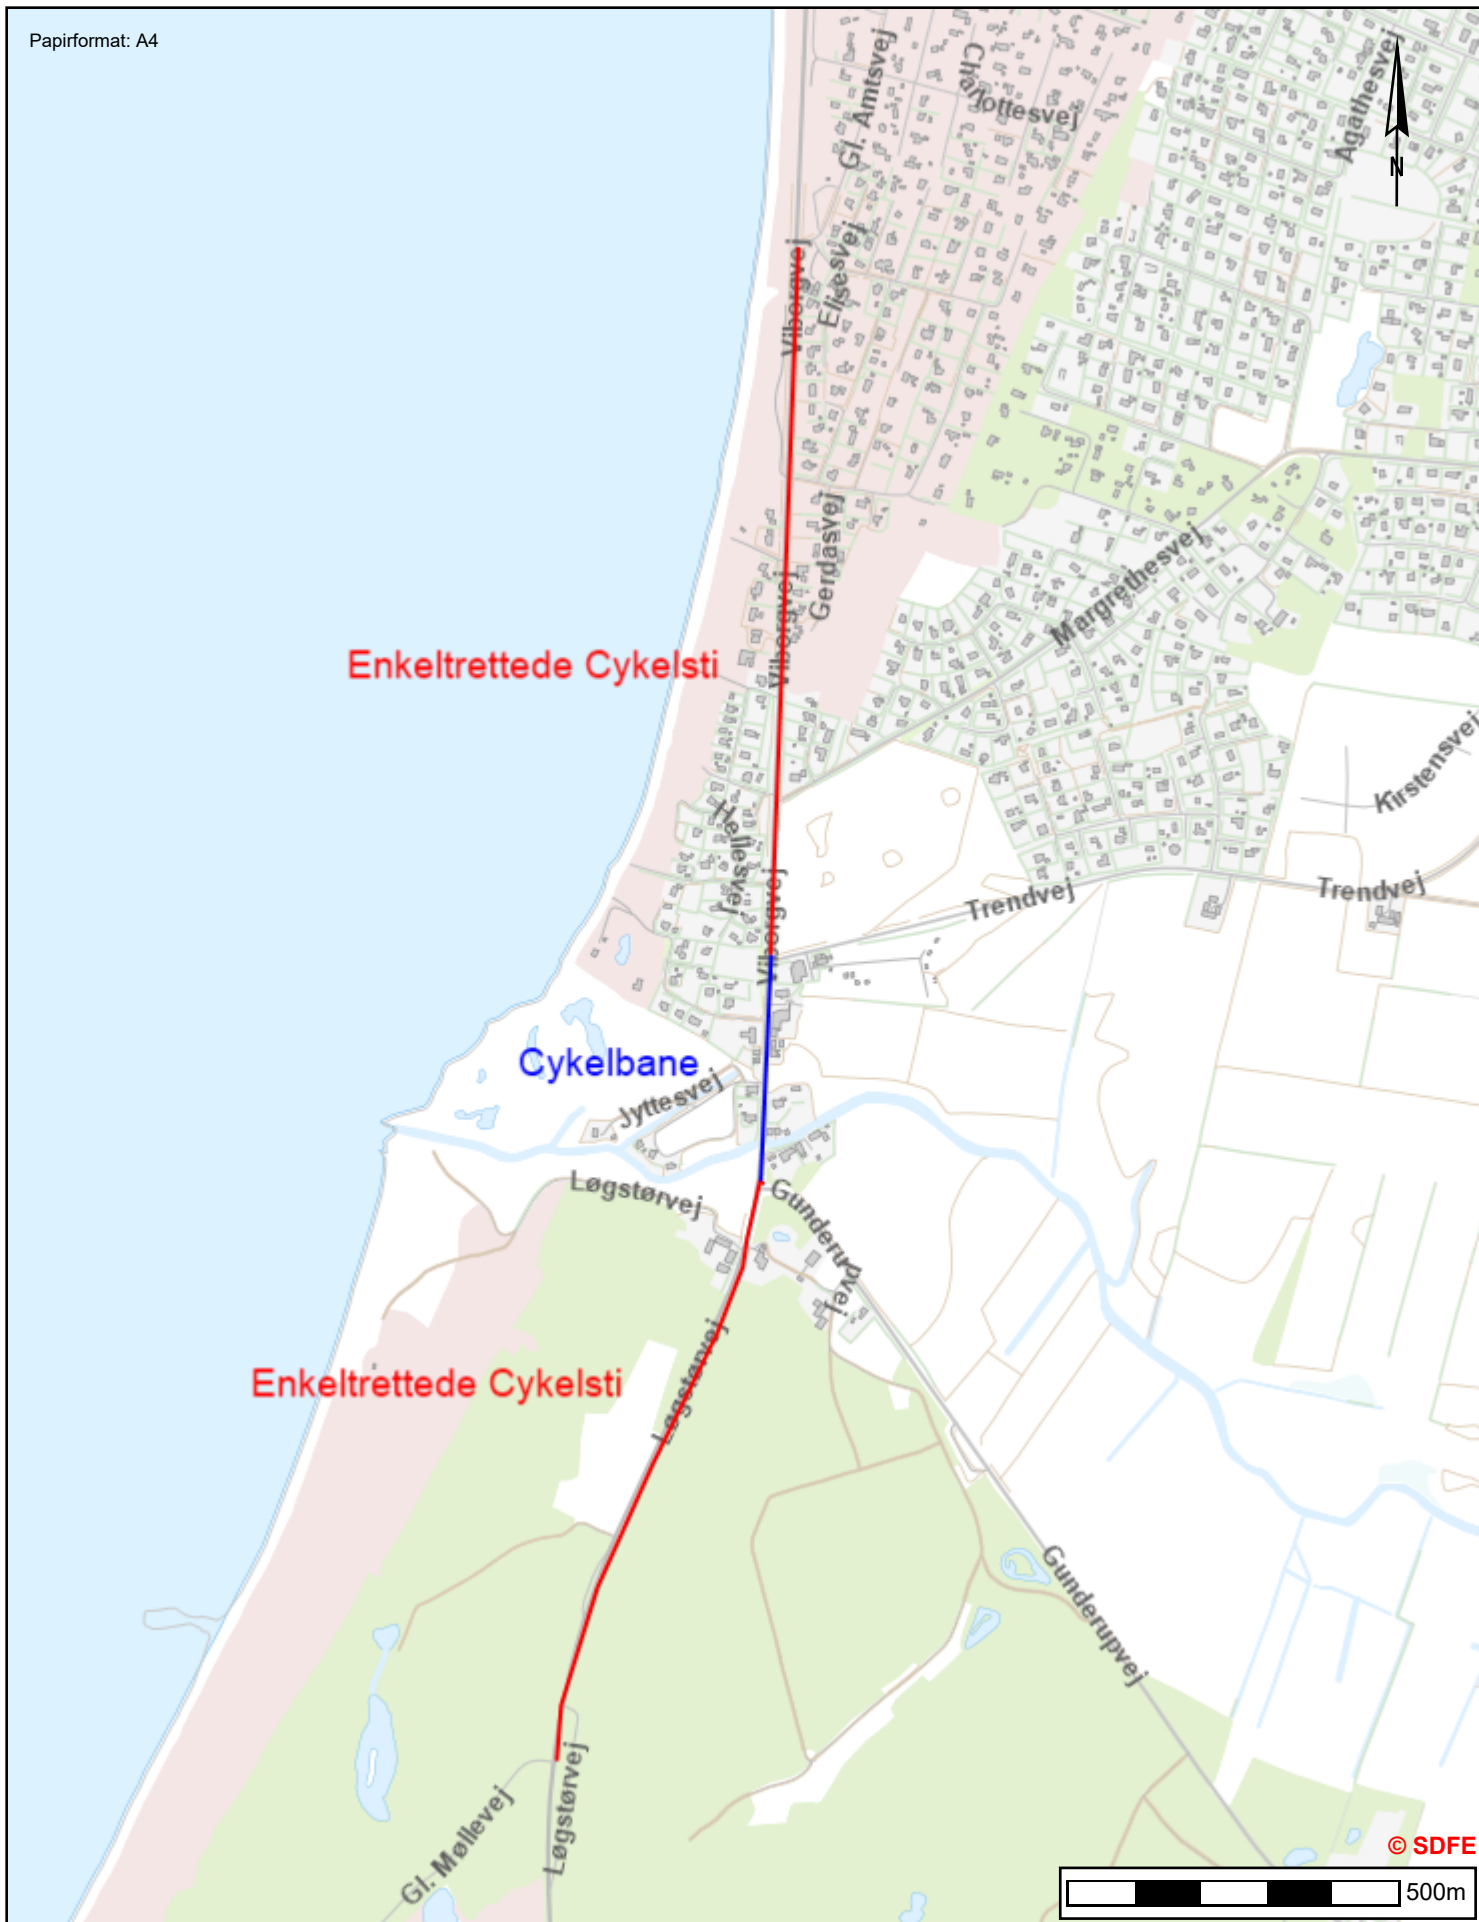 Papirformat: A4
Gl. Amtsvej
Charlottesvej
Agathesvej
N
Vibergvej
Elisesvej
Gerdasvej
Margrethesvej
Vibergvej
Enkeltrettede Cykelsti
Kirstensvej
Hellesvej
Vibergvej
Trendvej
Trendvej
Cykelbane
Jyttesvej
Løgstørvej
Gunderupvej
Løgstørvej
Enkeltrettede Cykelsti
Gunderupvej
Løgstørvej
Gl. Møllevej
© SDFE
500m